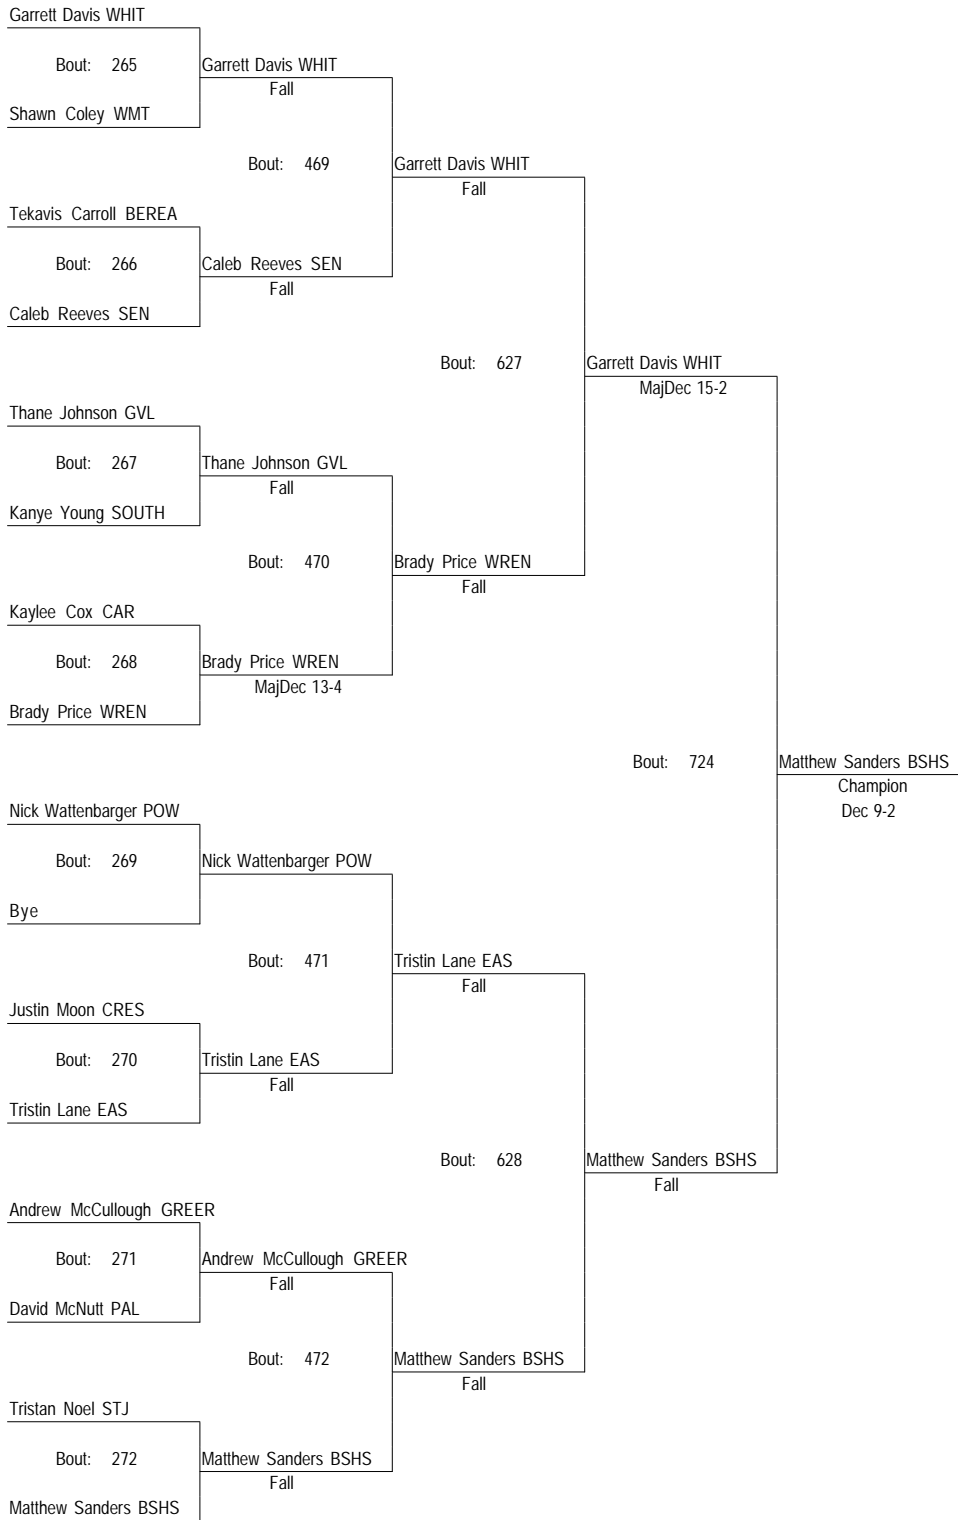 Garrett Davis WHIT
Bout: 265
Garrett Davis WHIT
Fall
Shawn Coley WMT
Bout: 469
Garrett Davis WHIT
Fall
Tekavis Carroll BEREA
Bout: 266
Caleb Reeves SEN
Fall
Caleb Reeves SEN
Bout: 627
Garrett Davis WHIT
MajDec 15-2
Thane Johnson GVL
Bout: 267
Thane Johnson GVL
Fall
Kanye Young SOUTH
Bout: 470
Brady Price WREN
Fall
Kaylee Cox CAR
Bout: 268
Brady Price WREN
MajDec 13-4
Brady Price WREN
Bout: 724
Matthew Sanders BSHS
Champion
Dec 9-2
Nick Wattenbarger POW
Bout: 269
Nick Wattenbarger POW
Bye
Bout: 471
Tristin Lane EAS
Fall
Justin Moon CRES
Bout: 270
Tristin Lane EAS
Fall
Tristin Lane EAS
Bout: 628
Matthew Sanders BSHS
Fall
Andrew McCullough GREER
Bout: 271
Andrew McCullough GREER
Fall
David McNutt PAL
Bout: 472
Matthew Sanders BSHS
Fall
Tristan Noel STJ
Bout: 272
Matthew Sanders BSHS
Fall
Matthew Sanders BSHS